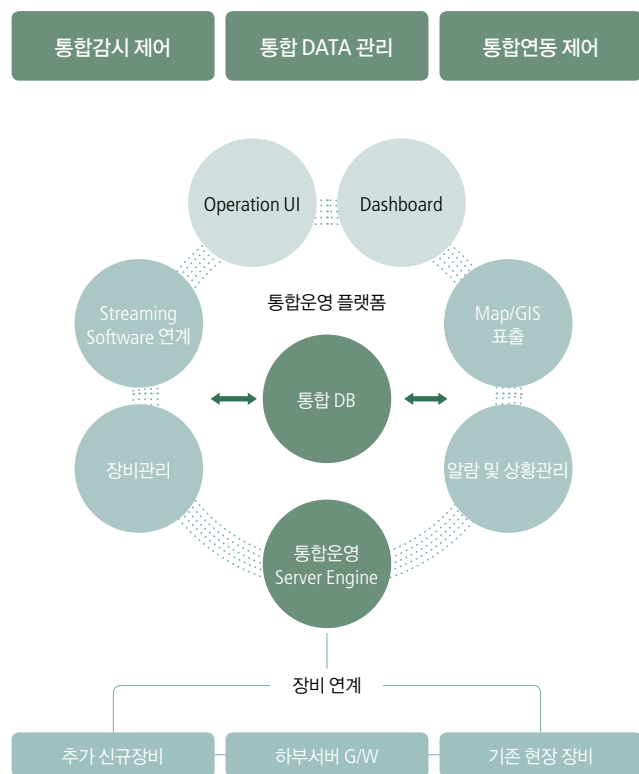 통합감시 제어
통합 DATA 관리
통합연동 제어
Operation UI
Dashboard
통합운영 플랫폼
Streaming
Software 연계
Map/GIS
표출
통합 DB
장비관리
알람 및 상황관리
통합운영
Server Engine
장비 연계
추가 신규장비
하부서버 G/W
기존 현장 장비